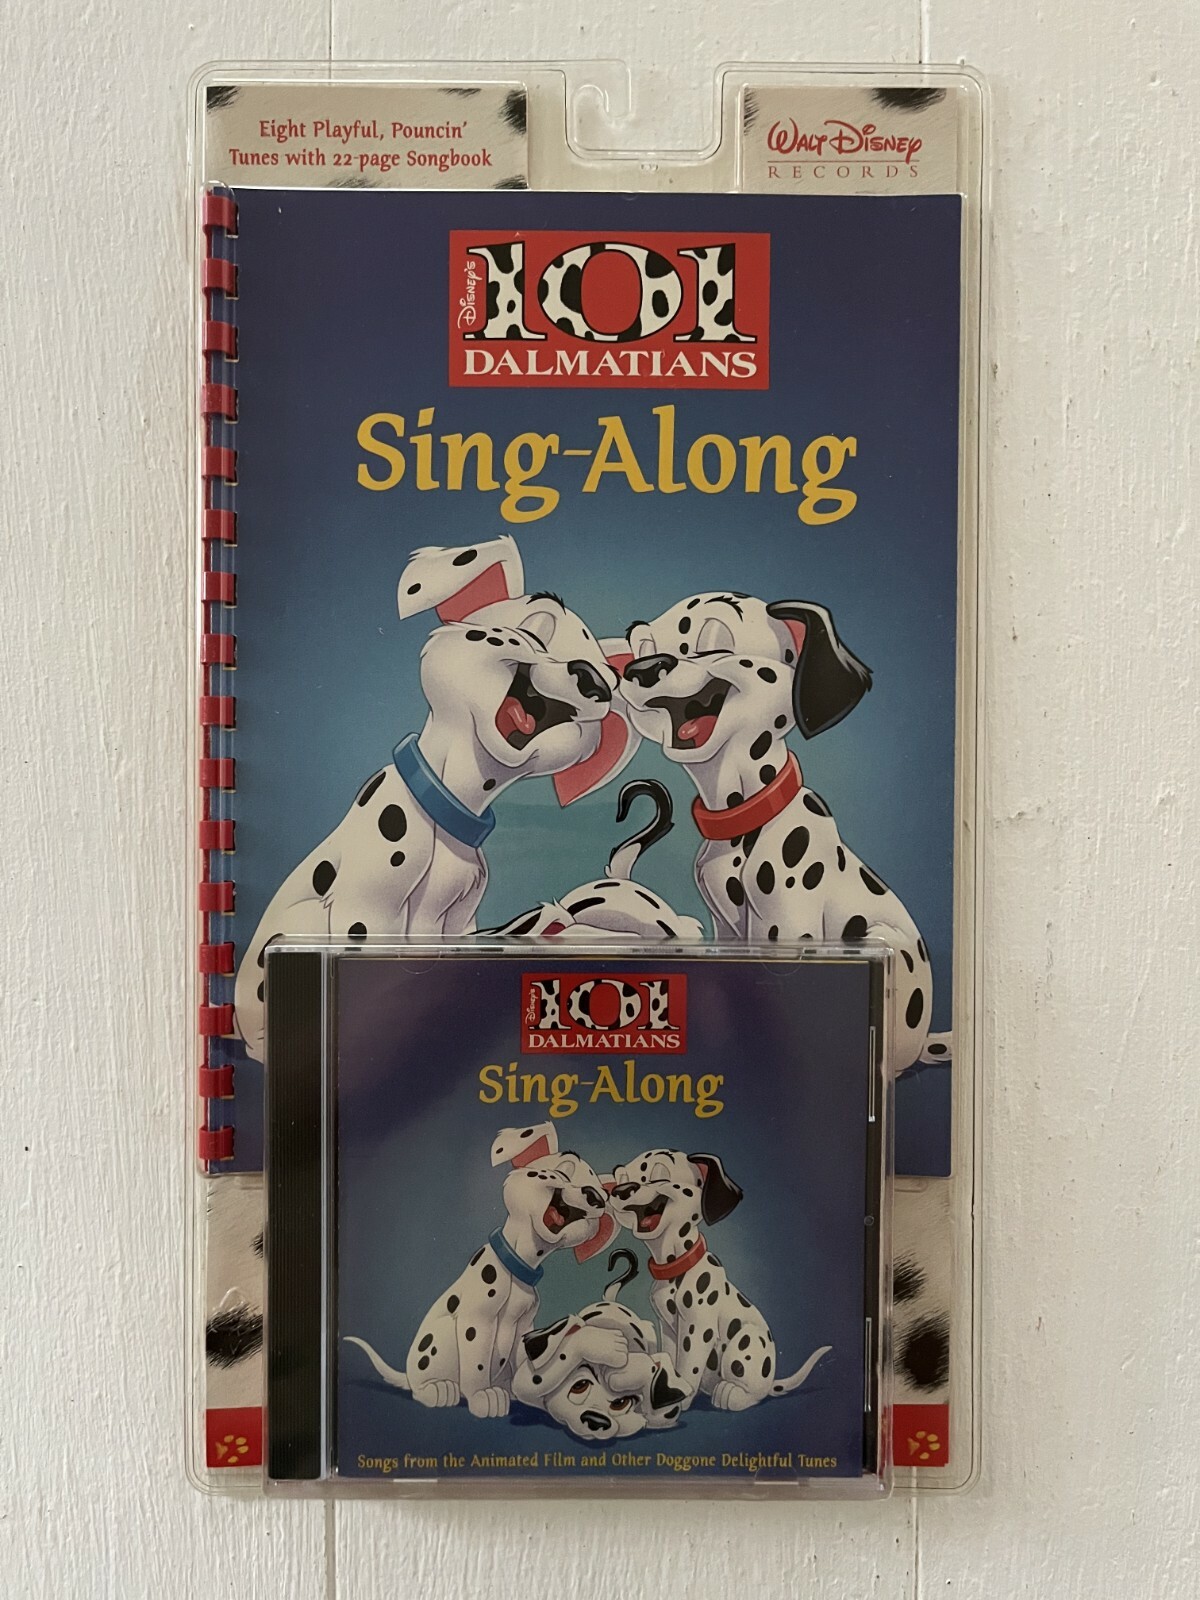 Eight Playful, Pouncin'
Tunes with 22-page Songbook
WALT DISNEY
RECORDS
DISNEY'S
101
DALMATIANS
Sing-Along
DISNEY'S
101
DALMATIANS
Sing-Along
Songs from the Animated Film and Other Doggone Delightful Tunes